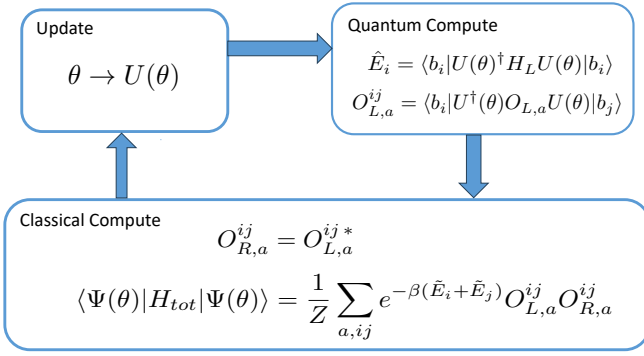 Update
θ → U(θ)
Quantum Compute
Ê_i = ⟨b_i|U(θ)^† H_L U(θ)|b_i⟩
O_{L,a}^{ij} = ⟨b_i|U^†(θ)O_{L,a}U(θ)|b_j⟩
Classical Compute
O_{R,a}^{ij} = O_{L,a}^{ij *}
⟨Ψ(θ)|H_{tot}|Ψ(θ)⟩ = \frac{1}{Z} \sum_{a,ij} e^{-β(Ẽ_i+Ẽ_j)} O_{L,a}^{ij} O_{R,a}^{ij}